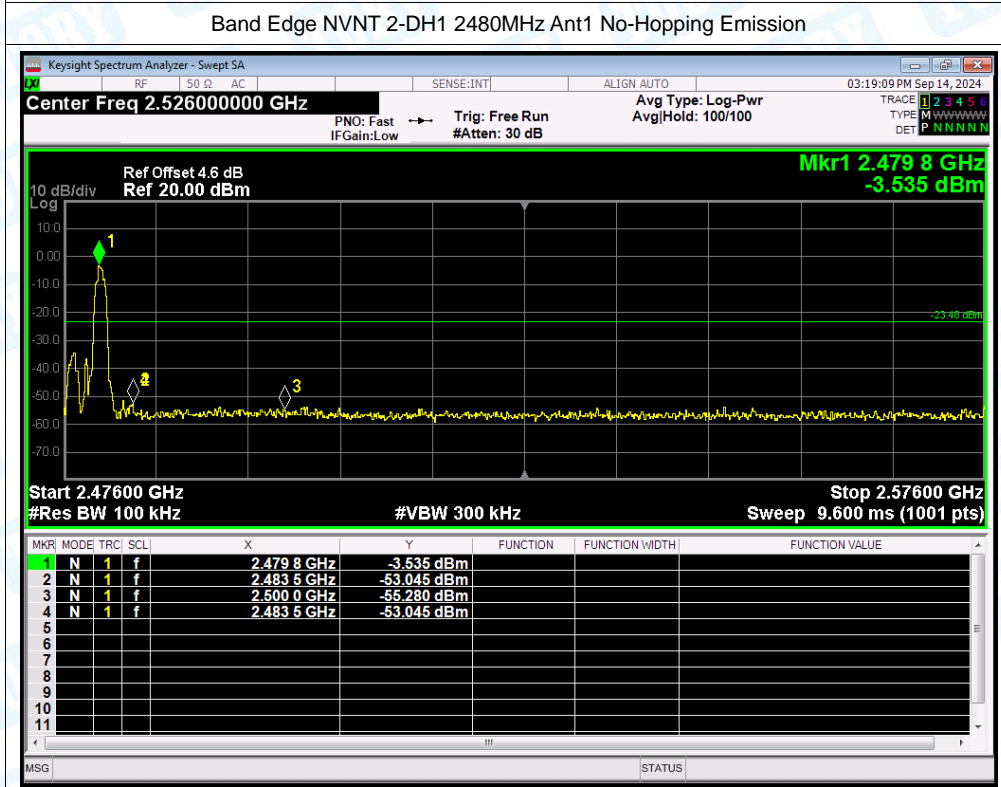 Band Edge NVNT 2-DH1 2480MHz Ant1 No-Hopping Emission
Keysight Spectrum Analyzer - Swept SA
LXI RF 50 Ω AC SENSE:INT ALIGN AUTO 03:19:09 PM Sep 14, 2024
Center Freq 2.526000000 GHz
PNO: Fast
IFGain:Low
Trig: Free Run
#Atten: 30 dB
Avg Type: Log-Pwr
Avg|Hold: 100/100
TRACE 1 2 3 4 5 6
TYPE M WWWWW
DET P N N N N N
Mkr1 2.479 8 GHz
-3.535 dBm
Ref Offset 4.6 dB
10 dB/div Ref 20.00 dBm
Log
10.0
0.00
-10.0
-20.0
-30.0
-40.0
-50.0
-60.0
-70.0
1
3
-23.48 dBm
Start 2.47600 GHz Stop 2.57600 GHz
#Res BW 100 kHz #VBW 300 kHz Sweep 9.600 ms (1001 pts)
MKR MODE TRC SCL X Y FUNCTION FUNCTION WIDTH FUNCTION VALUE
1 N 1 f 2.479 8 GHz -3.535 dBm
2 N 1 f 2.483 5 GHz -53.045 dBm
3 N 1 f 2.500 0 GHz -55.280 dBm
4 N 1 f 2.483 5 GHz -53.045 dBm
5
6
7
8
9
10
11
MSG STATUS